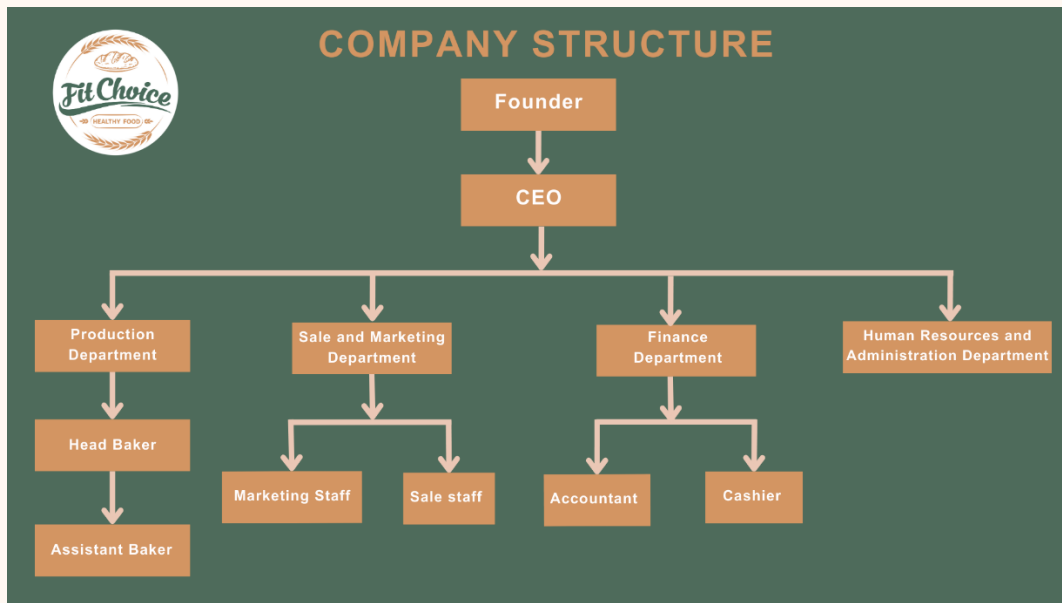 COMPANY STRUCTURE
Fit Choice
HEALTHY FOOD
Founder
CEO
Production
Department
Sale and Marketing
Department
Finance
Department
Human Resources and
Administration Department
Head Baker
Marketing Staff
Sale staff
Accountant
Cashier
Assistant Baker